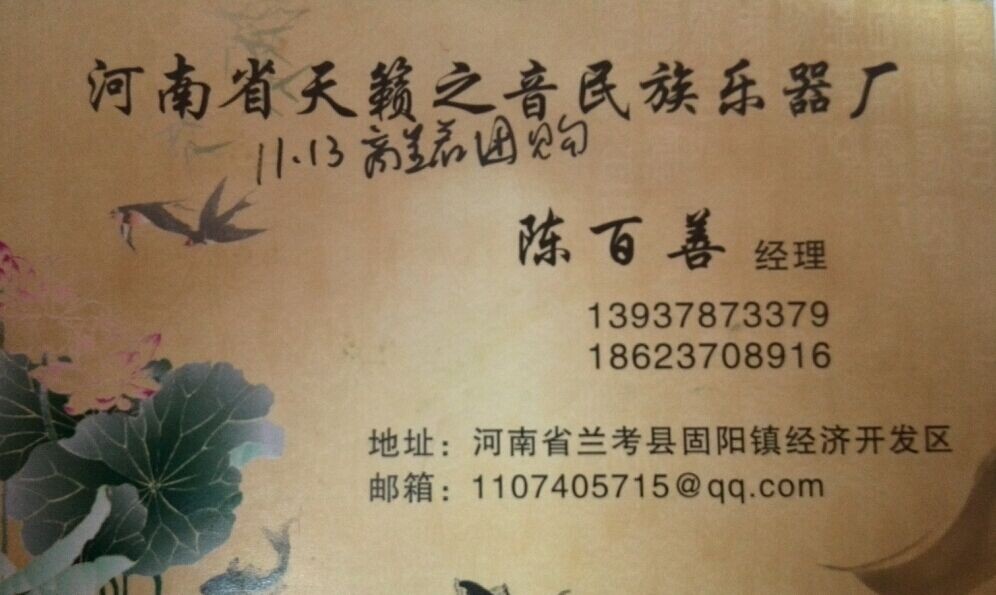 河南省天籁之音民族乐器厂
11.13 团购
陈百善 经理
13937873379
18623708916
地址：河南省兰考县固阳镇经济开发区
邮箱：1107405715@qq.com